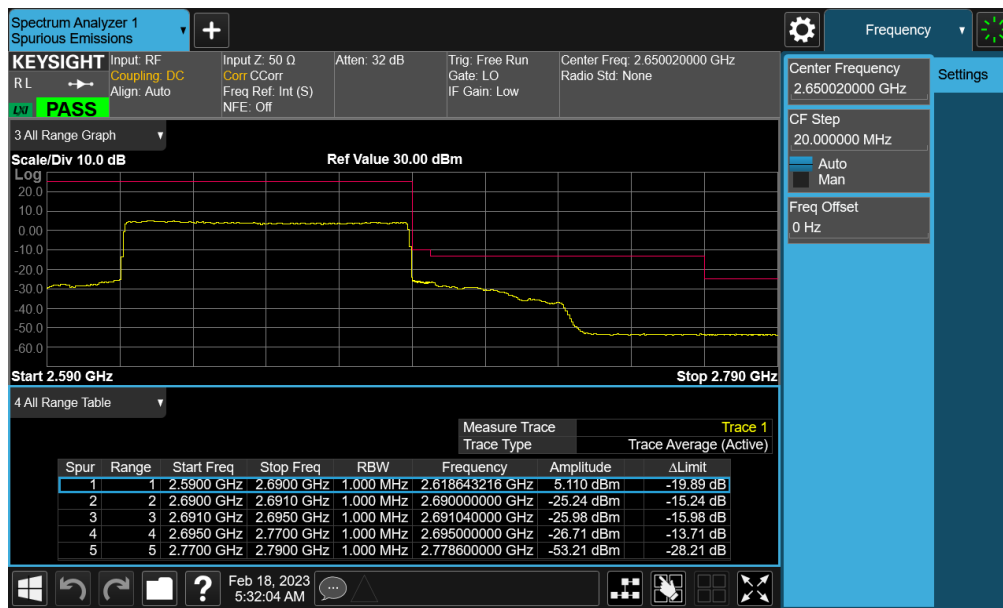 Spectrum Analyzer 1
Spurious Emissions
Frequency
KEYSIGHT
RL
LXI PASS
Input: RF
Coupling: DC
Align: Auto
Input Z: 50 Ω
Corr CCorr
Freq Ref: Int (S)
NFE: Off
Atten: 32 dB
Trig: Free Run
Gate: LO
IF Gain: Low
Center Freq: 2.650020000 GHz
Radio Std: None
Center Frequency
2.650020000 GHz
Settings
CF Step
20.000000 MHz
Auto
Man
Freq Offset
0 Hz
3 All Range Graph
Scale/Div 10.0 dB Ref Value 30.00 dBm
Log
20.0
10.0
0.00
-10.0
-20.0
-30.0
-40.0
-50.0
-60.0
Start 2.590 GHz Stop 2.790 GHz
4 All Range Table
Measure Trace Trace 1
Trace Type Trace Average (Active)
Spur Range Start Freq Stop Freq RBW Frequency Amplitude ΔLimit
1 1 2.5900 GHz 2.6900 GHz 1.000 MHz 2.618643216 GHz 5.110 dBm -19.89 dB
2 2 2.6900 GHz 2.6910 GHz 1.000 MHz 2.690000000 GHz -25.24 dBm -15.24 dB
3 3 2.6910 GHz 2.6950 GHz 1.000 MHz 2.691040000 GHz -25.98 dBm -15.98 dB
4 4 2.6950 GHz 2.7700 GHz 1.000 MHz 2.695000000 GHz -26.71 dBm -13.71 dB
5 5 2.7700 GHz 2.7900 GHz 1.000 MHz 2.778600000 GHz -53.21 dBm -28.21 dB
Feb 18, 2023
5:32:04 AM